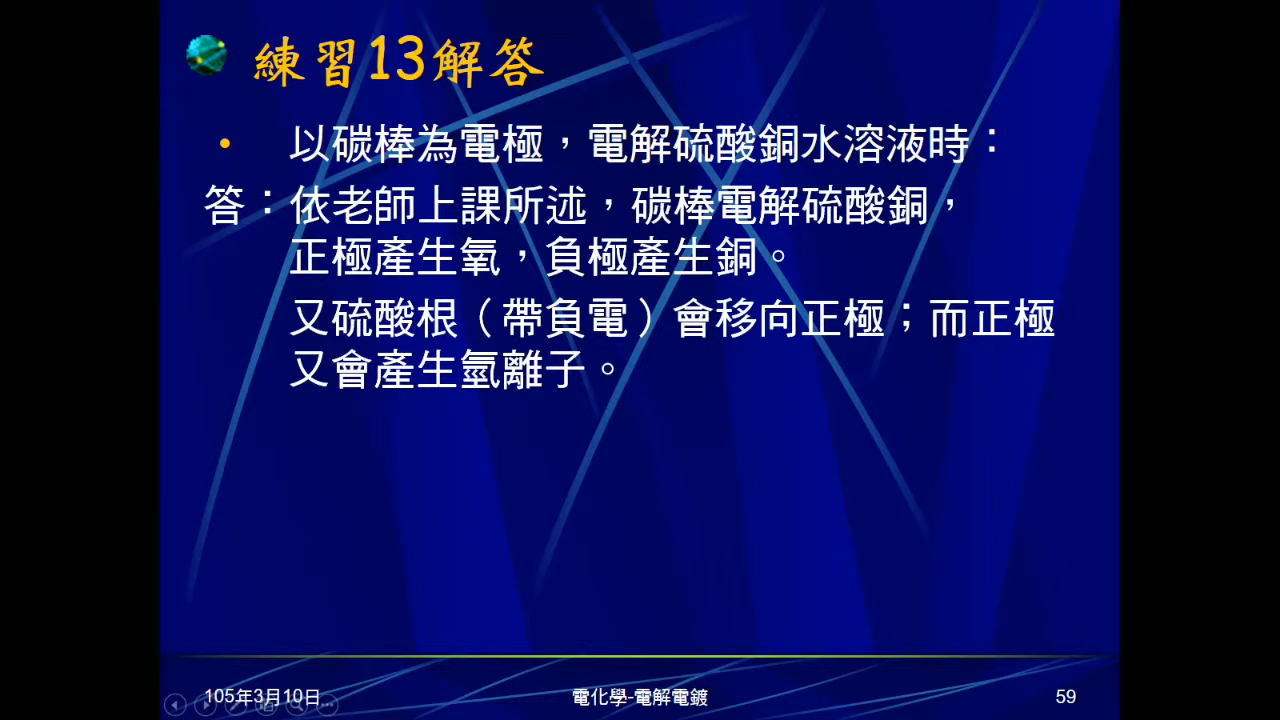 練習13解答
• 以碳棒為電極，電解硫酸銅水溶液時：
答：依老師上課所述，碳棒電解硫酸銅，
正極產生氧，負極產生銅。
又硫酸根（帶負電）會移向正極；而正極
又會產生氫離子。
105年3月10日
電化學-電解電鍍
59